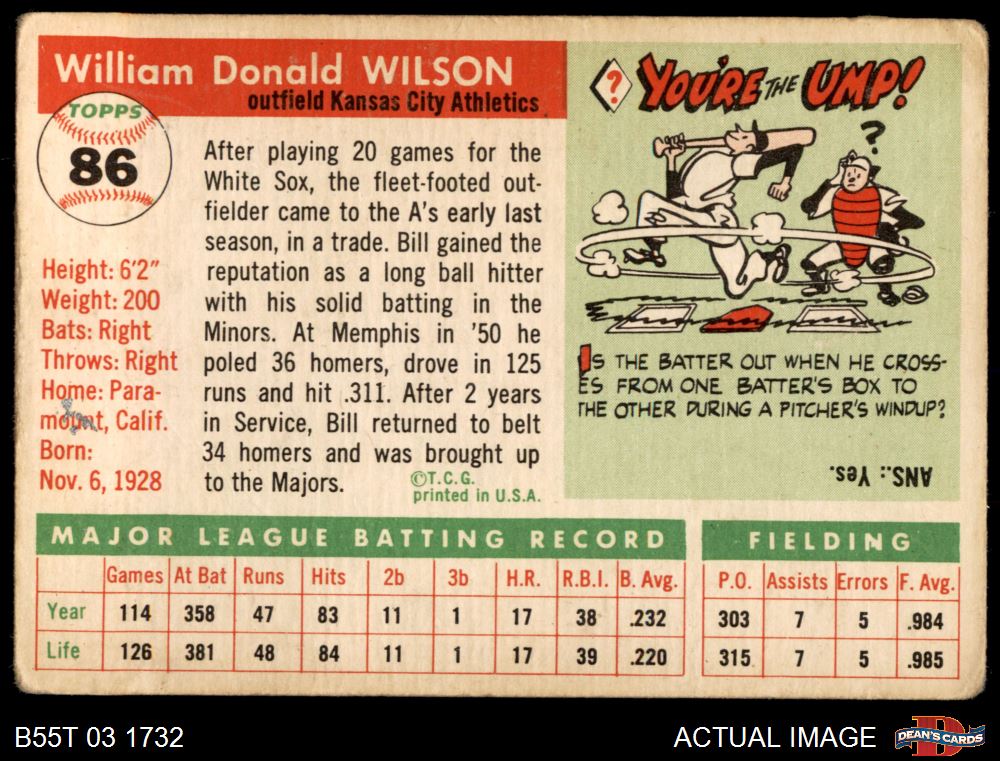 William Donald WILSON
outfield Kansas City Athletics
TOPPS
86
Height: 6'2"
Weight: 200
Bats: Right
Throws: Right
Home: Para-
mount, Calif.
Born:
Nov. 6, 1928
After playing 20 games for the
White Sox, the fleet-footed out-
fielder came to the A's early last
season, in a trade. Bill gained the
reputation as a long ball hitter
with his solid batting in the
Minors. At Memphis in '50 he
poled 36 homers, drove in 125
runs and hit .311. After 2 years
in Service, Bill returned to belt
34 homers and was brought up
to the Majors.
©T.C.G.
printed in U.S.A.
? YOU'RE THE UMP!
?
IS THE BATTER OUT WHEN HE CROSS-
ES FROM ONE BATTER'S BOX TO
THE OTHER DURING A PITCHER'S WINDUP?
ANS.: Yes.
MAJOR LEAGUE BATTING RECORD
Games At Bat Runs Hits 2b 3b H.R. R.B.I. B. Avg.
Year 114 358 47 83 11 1 17 38 .232
Life 126 381 48 84 11 1 17 39 .220
FIELDING
P.O. Assists Errors F. Avg.
303 7 5 .984
315 7 5 .985
B55T 03 1732
ACTUAL IMAGE
D
DEAN'S CARDS